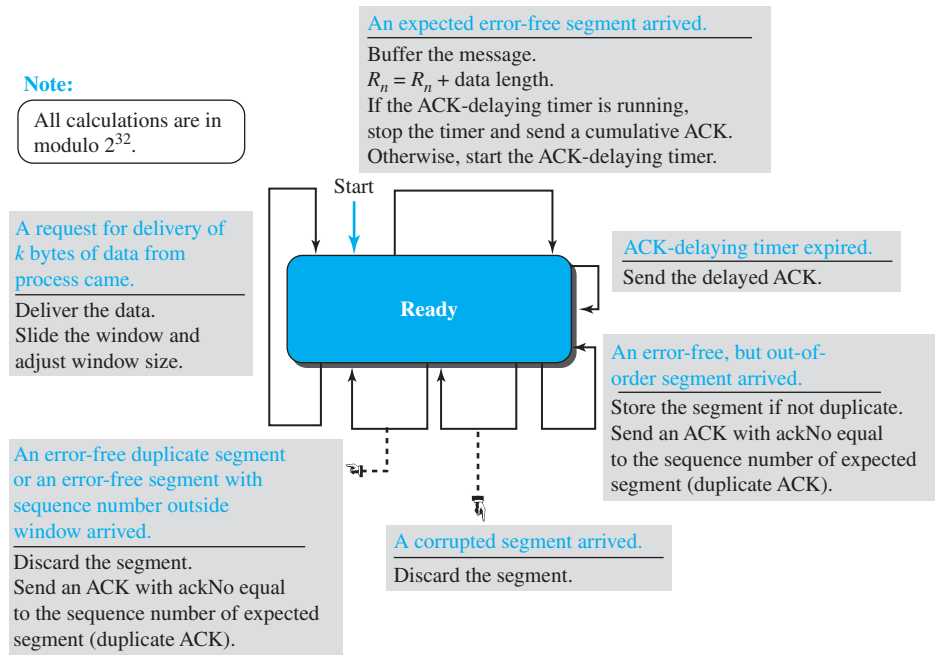 An expected error-free segment arrived.
Buffer the message.
Rₙ = Rₙ + data length.
If the ACK-delaying timer is running,
stop the timer and send a cumulative ACK.
Otherwise, start the ACK-delaying timer.
Note:
All calculations are in
modulo 2³².
Start
A request for delivery of
k bytes of data from
process came.
Deliver the data.
Slide the window and
adjust window size.
Ready
ACK-delaying timer expired.
Send the delayed ACK.
An error-free, but out-of-
order segment arrived.
Store the segment if not duplicate.
Send an ACK with ackNo equal
to the sequence number of expected
segment (duplicate ACK).
An error-free duplicate segment
or an error-free segment with
sequence number outside
window arrived.
Discard the segment.
Send an ACK with ackNo equal
to the sequence number of expected
segment (duplicate ACK).
A corrupted segment arrived.
Discard the segment.